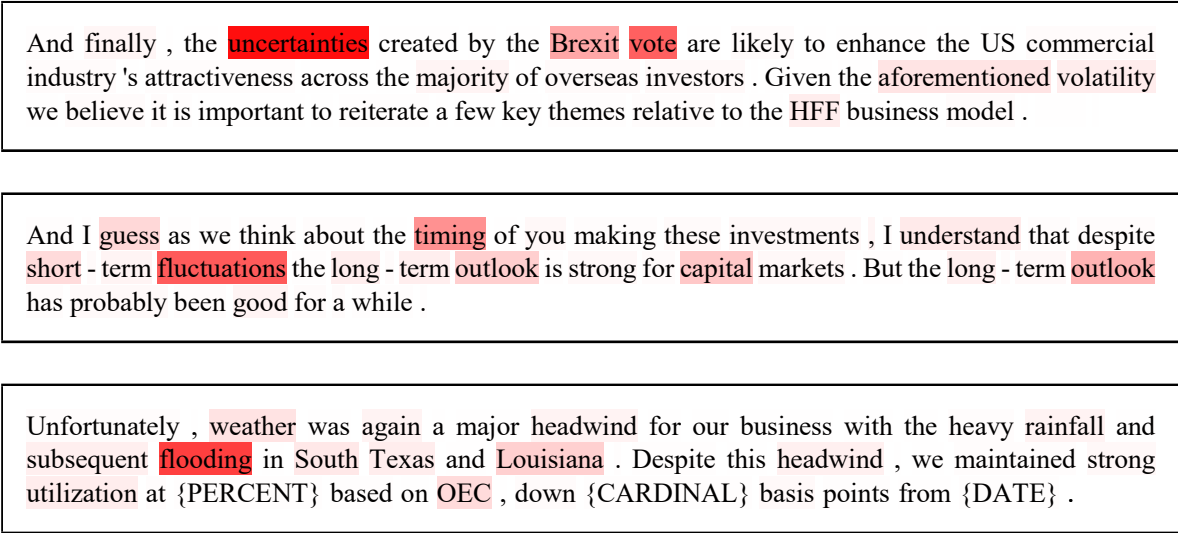 And finally , the uncertainties created by the Brexit vote are likely to enhance the US commercial
industry 's attractiveness across the majority of overseas investors . Given the aforementioned volatility
we believe it is important to reiterate a few key themes relative to the HFF business model .
And I guess as we think about the timing of you making these investments , I understand that despite
short - term fluctuations the long - term outlook is strong for capital markets . But the long - term outlook
has probably been good for a while .
Unfortunately , weather was again a major headwind for our business with the heavy rainfall and
subsequent flooding in South Texas and Louisiana . Despite this headwind , we maintained strong
utilization at {PERCENT} based on OEC , down {CARDINAL} basis points from {DATE} .